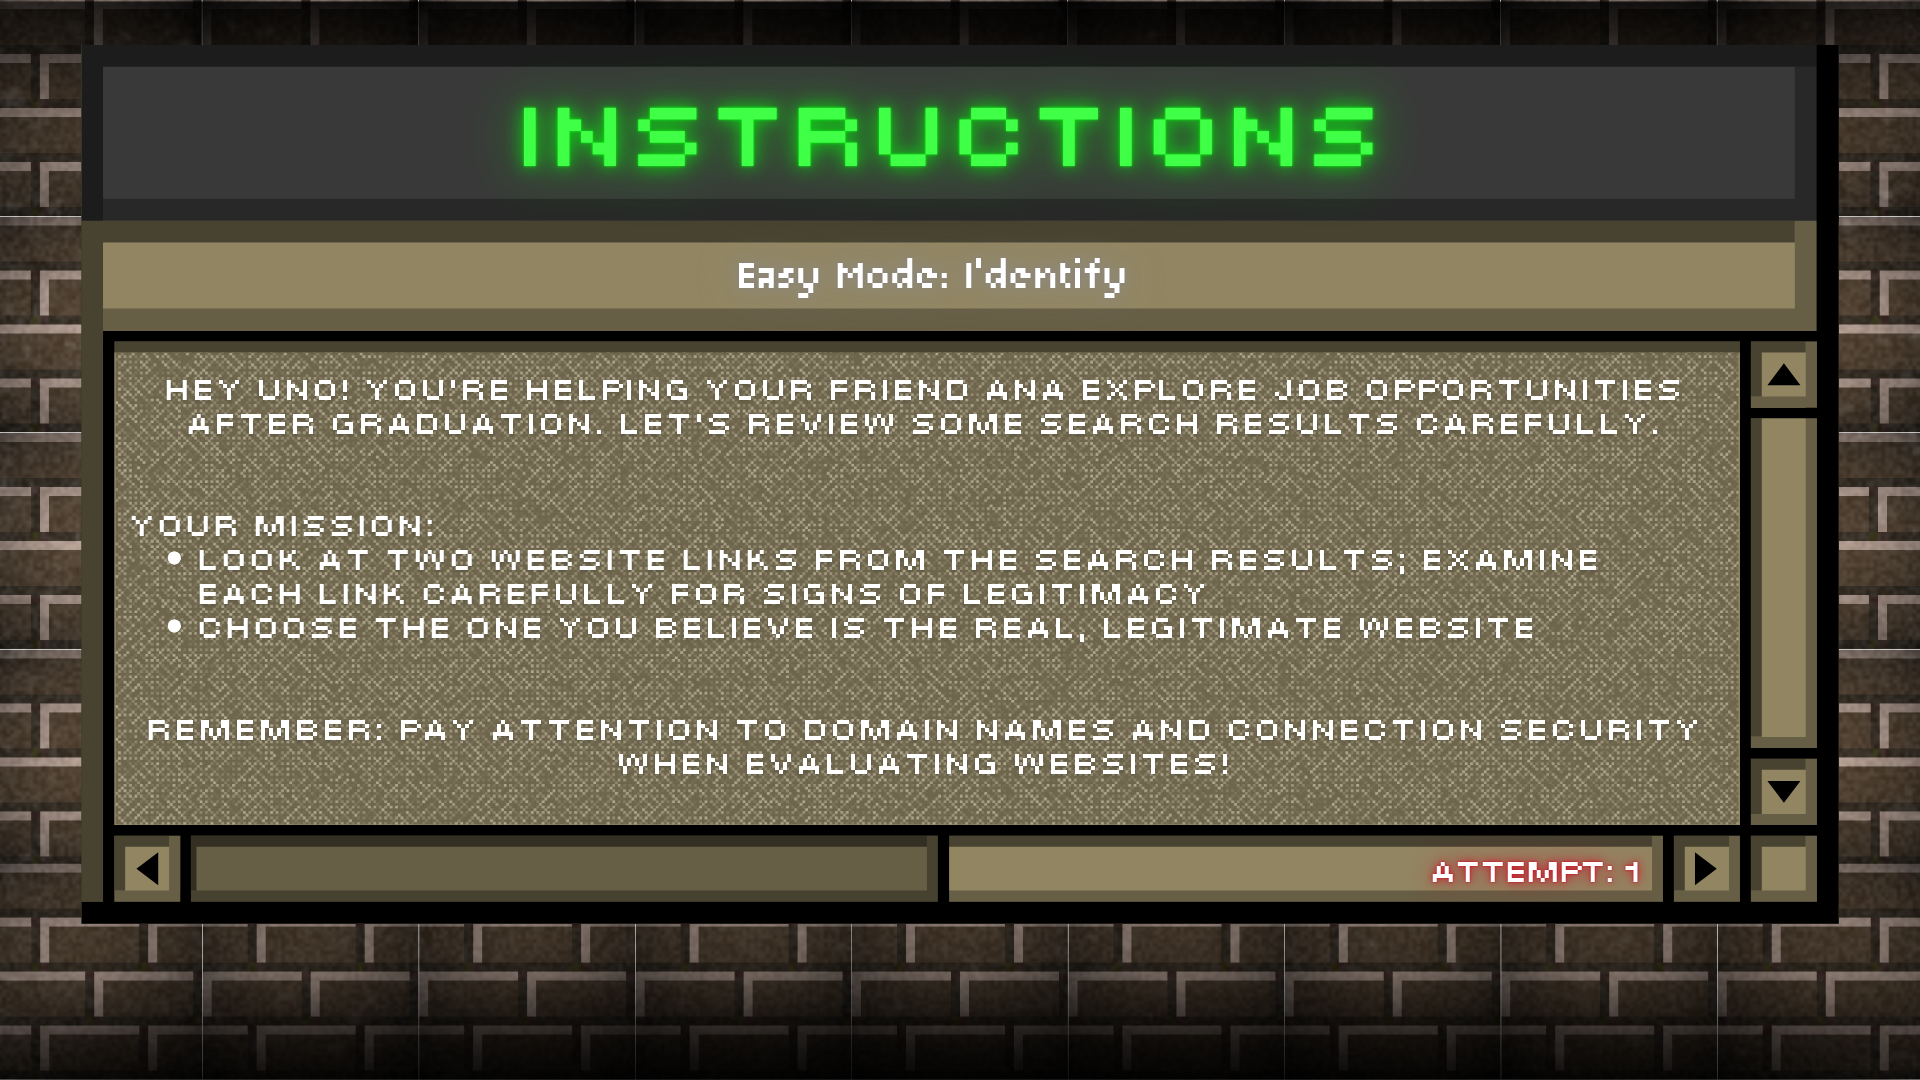 INSTRUCTIONS
Easy Mode: I'dentify
HEY UNO! YOU'RE HELPING YOUR FRIEND ANA EXPLORE JOB OPPORTUNITIES
AFTER GRADUATION. LET'S REVIEW SOME SEARCH RESULTS CAREFULLY.
YOUR MISSION:
• LOOK AT TWO WEBSITE LINKS FROM THE SEARCH RESULTS; EXAMINE
EACH LINK CAREFULLY FOR SIGNS OF LEGITIMACY
• CHOOSE THE ONE YOU BELIEVE IS THE REAL, LEGITIMATE WEBSITE
REMEMBER: PAY ATTENTION TO DOMAIN NAMES AND CONNECTION SECURITY
WHEN EVALUATING WEBSITES!
ATTEMPT: 1